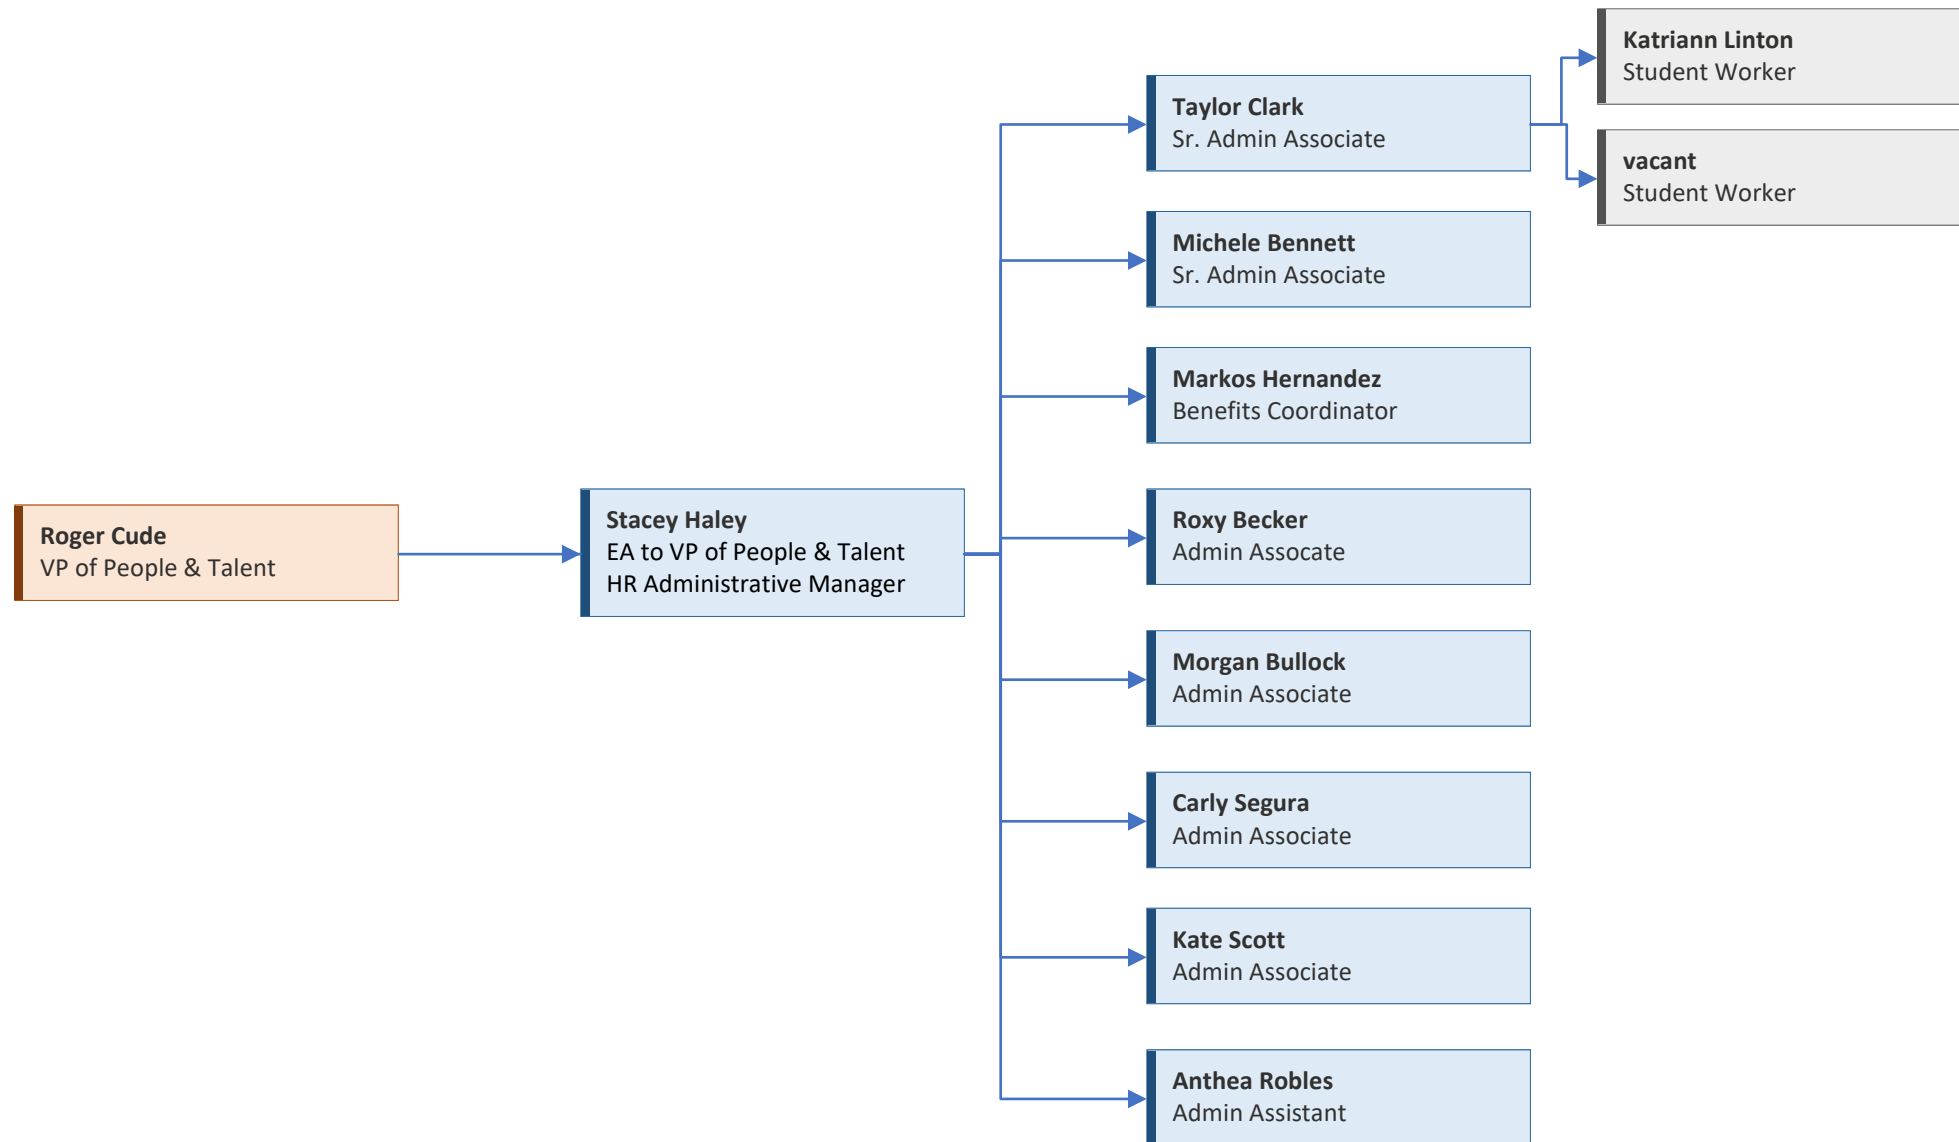 Katriann Linton
Student Worker
Taylor Clark
Sr. Admin Associate
vacant
Student Worker
Michele Bennett
Sr. Admin Associate
Markos Hernandez
Benefits Coordinator
Roger Cude
VP of People & Talent
Stacey Haley
EA to VP of People & Talent
HR Administrative Manager
Roxy Becker
Admin Assocate
Morgan Bullock
Admin Associate
Carly Segura
Admin Associate
Kate Scott
Admin Associate
Anthea Robles
Admin Assistant